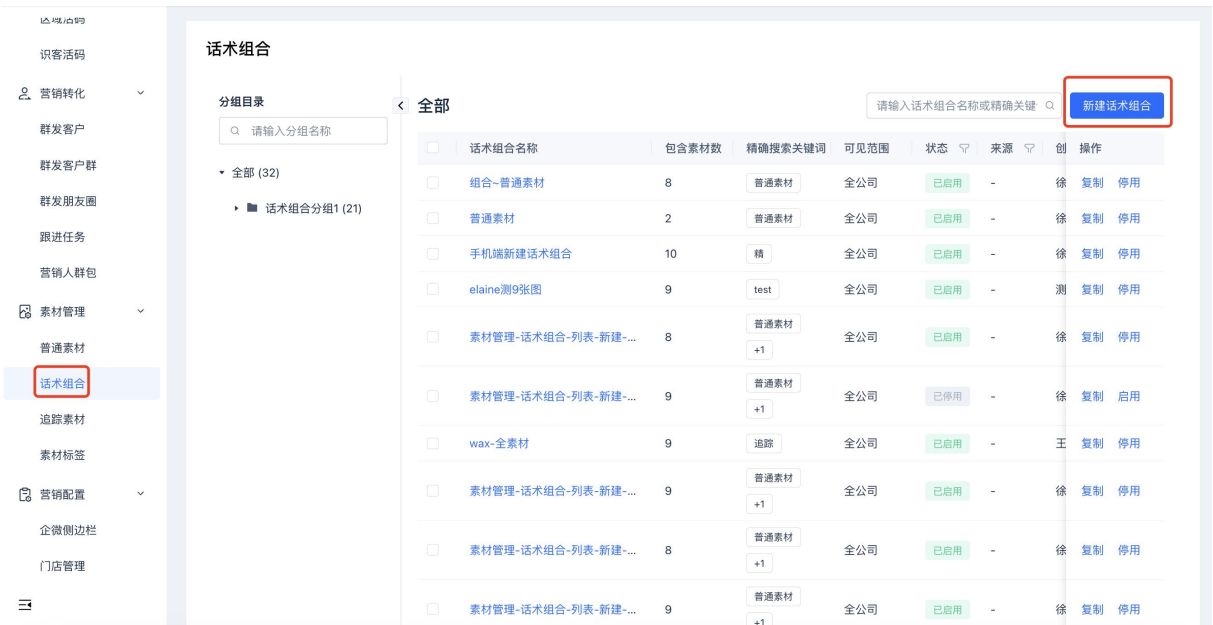 区域活码
识客活码
营销转化
群发客户
群发客户群
群发朋友圈
跟进任务
营销人群包
素材管理
普通素材
话术组合
追踪素材
素材标签
营销配置
企微侧边栏
门店管理
话术组合
分组目录
请输入分组名称
全部 (32)
话术组合分组1 (21)
全部
请输入话术组合名称或精确关键
新建话术组合
话术组合名称 包含素材数 精确搜索关键词 可见范围 状态 来源 创 操作
组合~普通素材 8 普通素材 全公司 已启用 - 徐 复制 停用
普通素材 2 普通素材 全公司 已启用 - 徐 复制 停用
手机端新建话术组合 10 精 全公司 已启用 - 徐 复制 停用
elaine测9张图 9 test 全公司 已启用 - 测 复制 停用
素材管理-话术组合-列表-新建-... 8 普通素材 +1 全公司 已启用 - 徐 复制 停用
素材管理-话术组合-列表-新建-... 9 普通素材 +1 全公司 已停用 - 徐 复制 启用
wax-全素材 9 追踪 全公司 已启用 - 王 复制 停用
素材管理-话术组合-列表-新建-... 9 普通素材 +1 全公司 已启用 - 徐 复制 停用
素材管理-话术组合-列表-新建-... 8 普通素材 +1 全公司 已启用 - 徐 复制 停用
素材管理-话术组合-列表-新建-... 9 普通素材 +1 全公司 已启用 - 徐 复制 停用